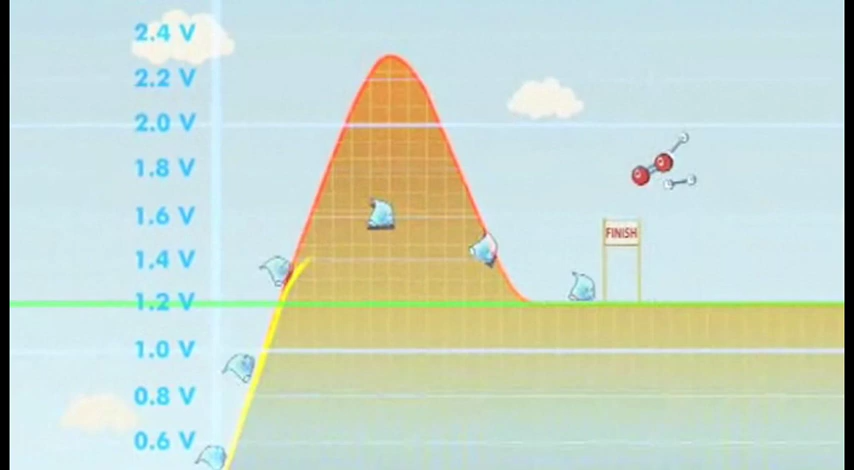 2.4 V
2.2 V
2.0 V
1.8 V
1.6 V
FINISH
1.4 V
1.2 V
1.0 V
0.8 V
0.6 V